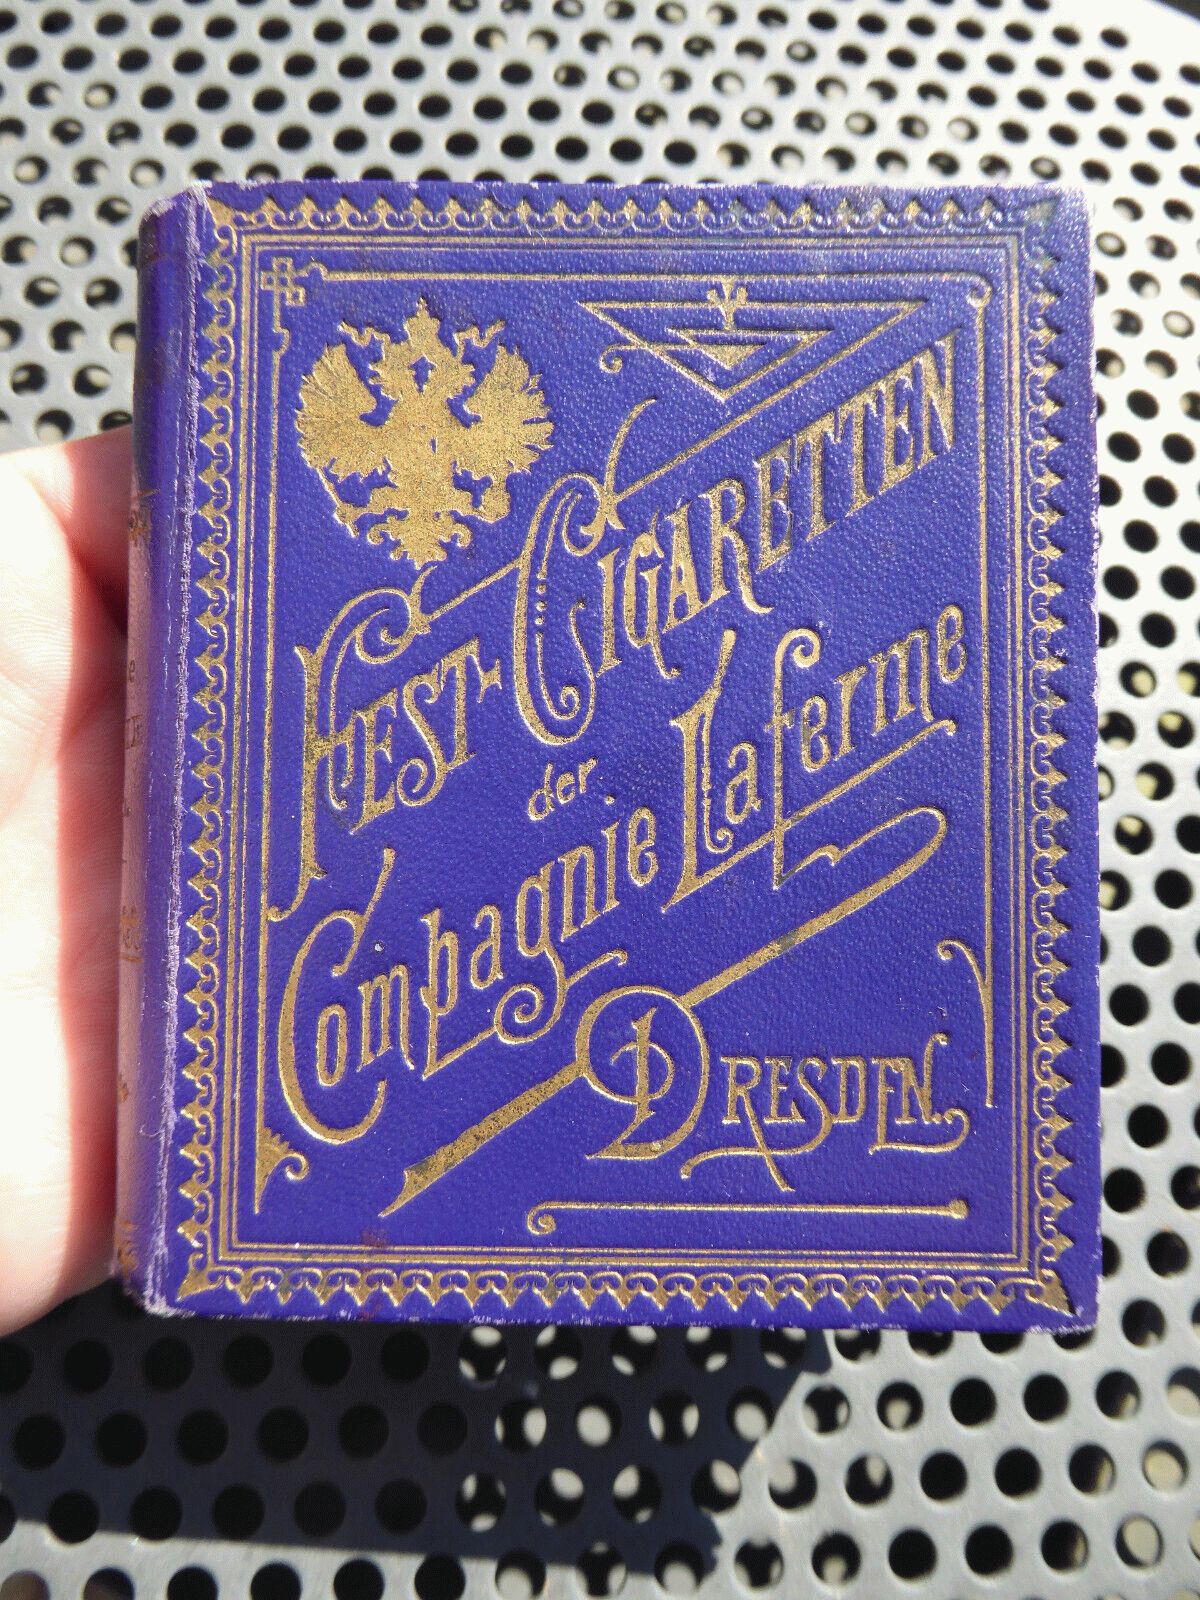 FEST-CIGARETTEN
der
Compagnie Laferme
DRESDEN.